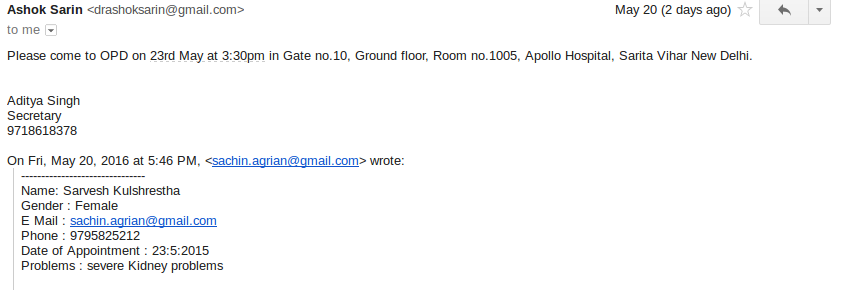 Ashok Sarin <drashoksarin@gmail.com> May 20 (2 days ago)
to me
Please come to OPD on 23rd May at 3:30pm in Gate no.10, Ground floor, Room no.1005, Apollo Hospital, Sarita Vihar New Delhi.
Aditya Singh
Secretary
9718618378
On Fri, May 20, 2016 at 5:46 PM, <sachin.agrian@gmail.com> wrote:
-------------------------------
Name: Sarvesh Kulshrestha
Gender : Female
E Mail : sachin.agrian@gmail.com
Phone : 9795825212
Date of Appointment : 23:5:2015
Problems : severe Kidney problems